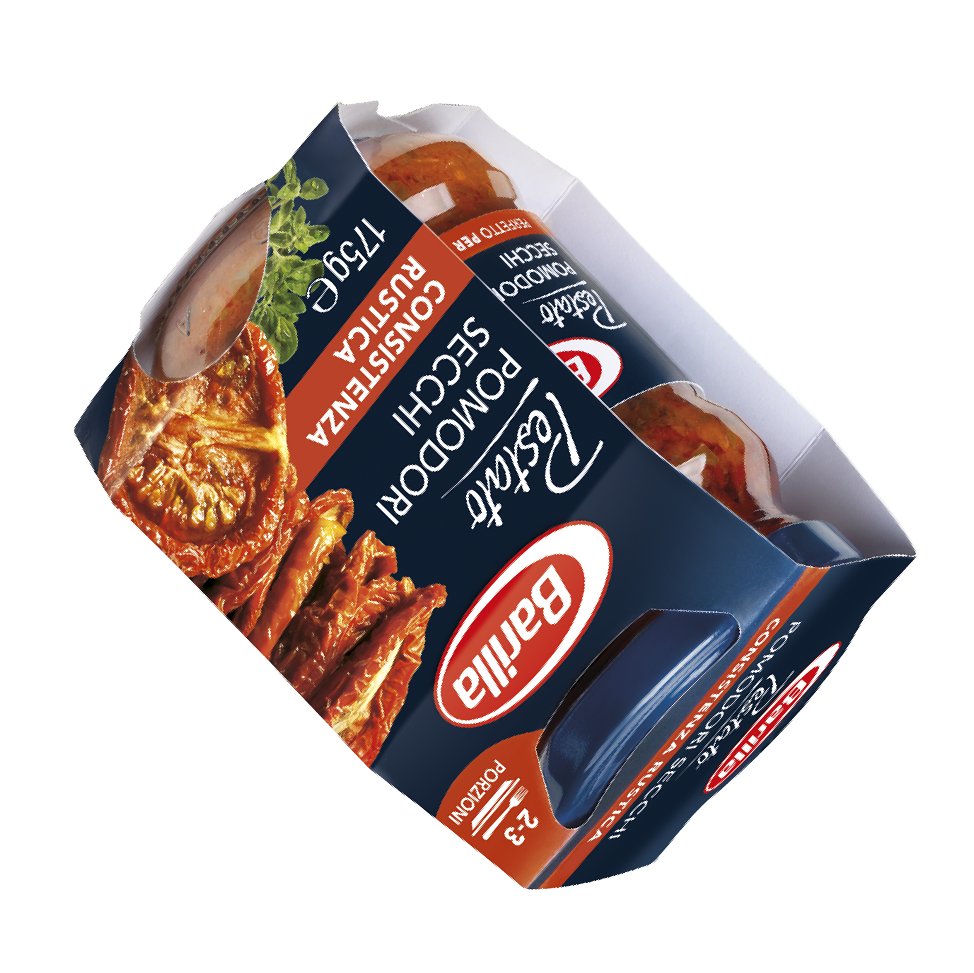 Barilla
Pestato
POMODORI SECCHI
CONSISTENZA RUSTICA
2-3
PORZIONI
Barilla
Pestato
POMODORI
SECCHI
CONSISTENZA
RUSTICA
175g e
Pestato
SECCHI
PERFETTO PER